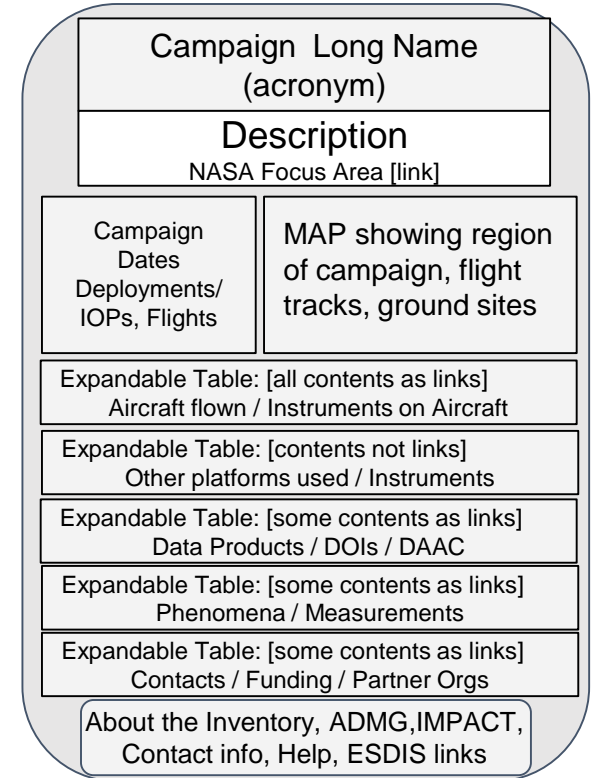 Campaign Long Name
(acronym)
Description
NASA Focus Area [link]
Campaign
Dates
Deployments/
IOPs, Flights
MAP showing region
of campaign, flight
tracks, ground sites
Expandable Table: [all contents as links]
Aircraft flown / Instruments on Aircraft
Expandable Table: [contents not links]
Other platforms used / Instruments
Expandable Table: [some contents as links]
Data Products / DOIs / DAAC
Expandable Table: [some contents as links]
Phenomena / Measurements
Expandable Table: [some contents as links]
Contacts / Funding / Partner Orgs
About the Inventory, ADMG,IMPACT,
Contact info, Help, ESDIS links